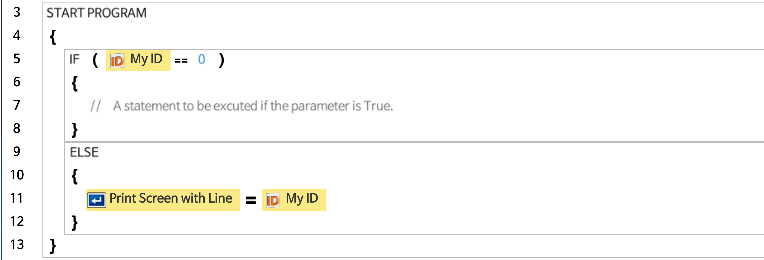 3 START PROGRAM
4 {
5 IF ( ID My ID == 0 )
6 {
7 // A statement to be excuted if the parameter is True.
8 }
9 ELSE
10 {
11 Print Screen with Line = ID My ID
12 }
13 }